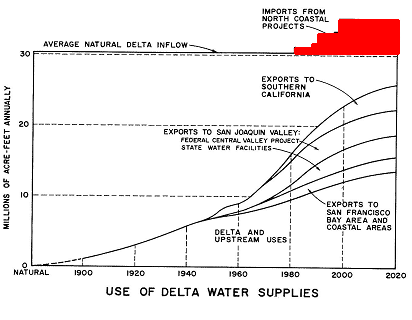 IMPORTS FROM
NORTH COASTAL
PROJECTS
AVERAGE NATURAL DELTA INFLOW
30
EXPORTS TO
SOUTHERN
CALIFORNIA
20
EXPORTS TO SAN JOAQUIN VALLEY:
FEDERAL CENTRAL VALLEY PROJECT
STATE WATER FACILITIES
MILLIONS OF ACRE-FEET ANNUALLY
10
DELTA AND
UPSTREAM USES
EXPORTS TO
SAN FRANCISCO
BAY AREA AND
COASTAL AREAS
0
NATURAL 1900 1920 1940 1960 1980 2000 2020
USE OF DELTA WATER SUPPLIES